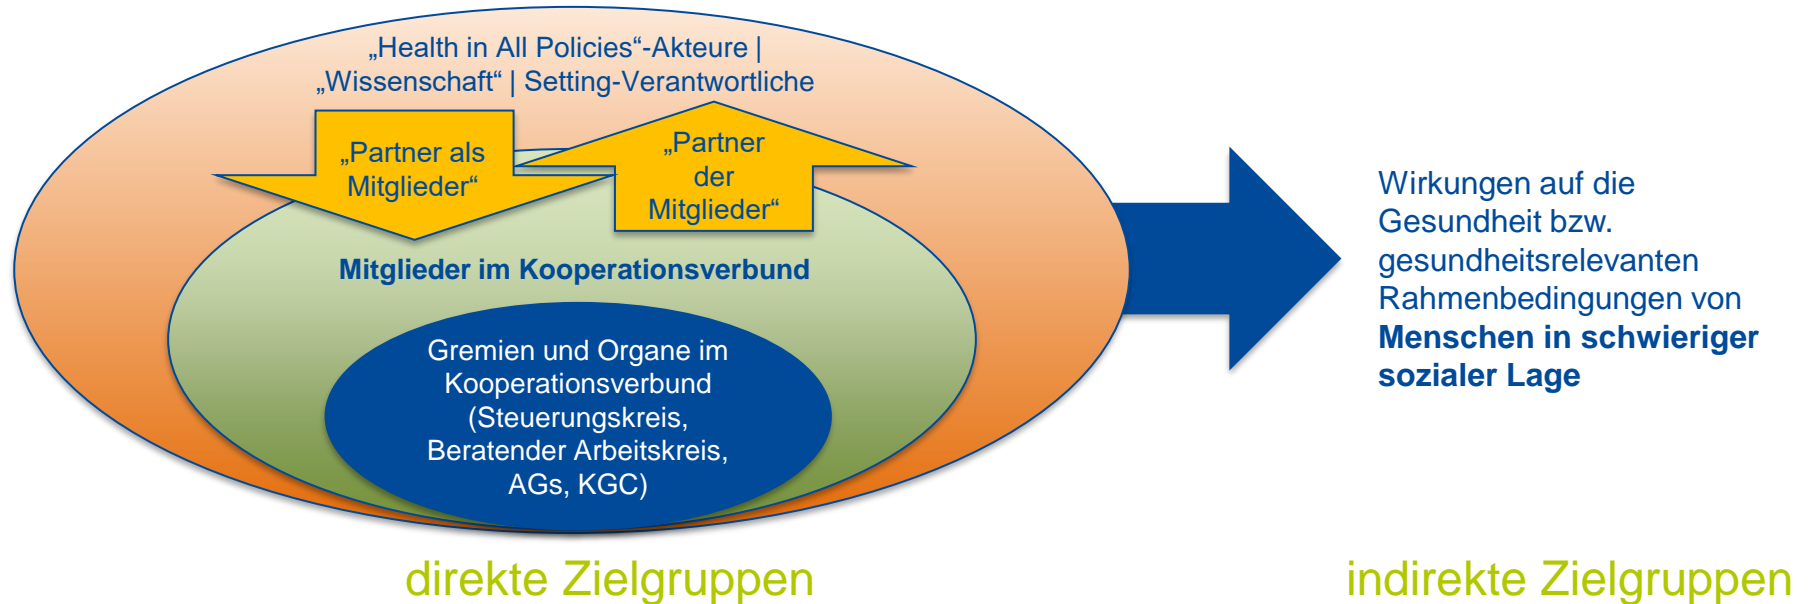 „Health in All Policies“-Akteure |
„Wissenschaft“ | Setting-Verantwortliche
„Partner als
Mitglieder“
„Partner
der
Mitglieder“
Mitglieder im Kooperationsverbund
Gremien und Organe im
Kooperationsverbund
(Steuerungskreis,
Beratender Arbeitskreis,
AGs, KGC)
Wirkungen auf die
Gesundheit bzw.
gesundheitsrelevanten
Rahmenbedingungen von
Menschen in schwieriger
sozialer Lage
direkte Zielgruppen
indirekte Zielgruppen